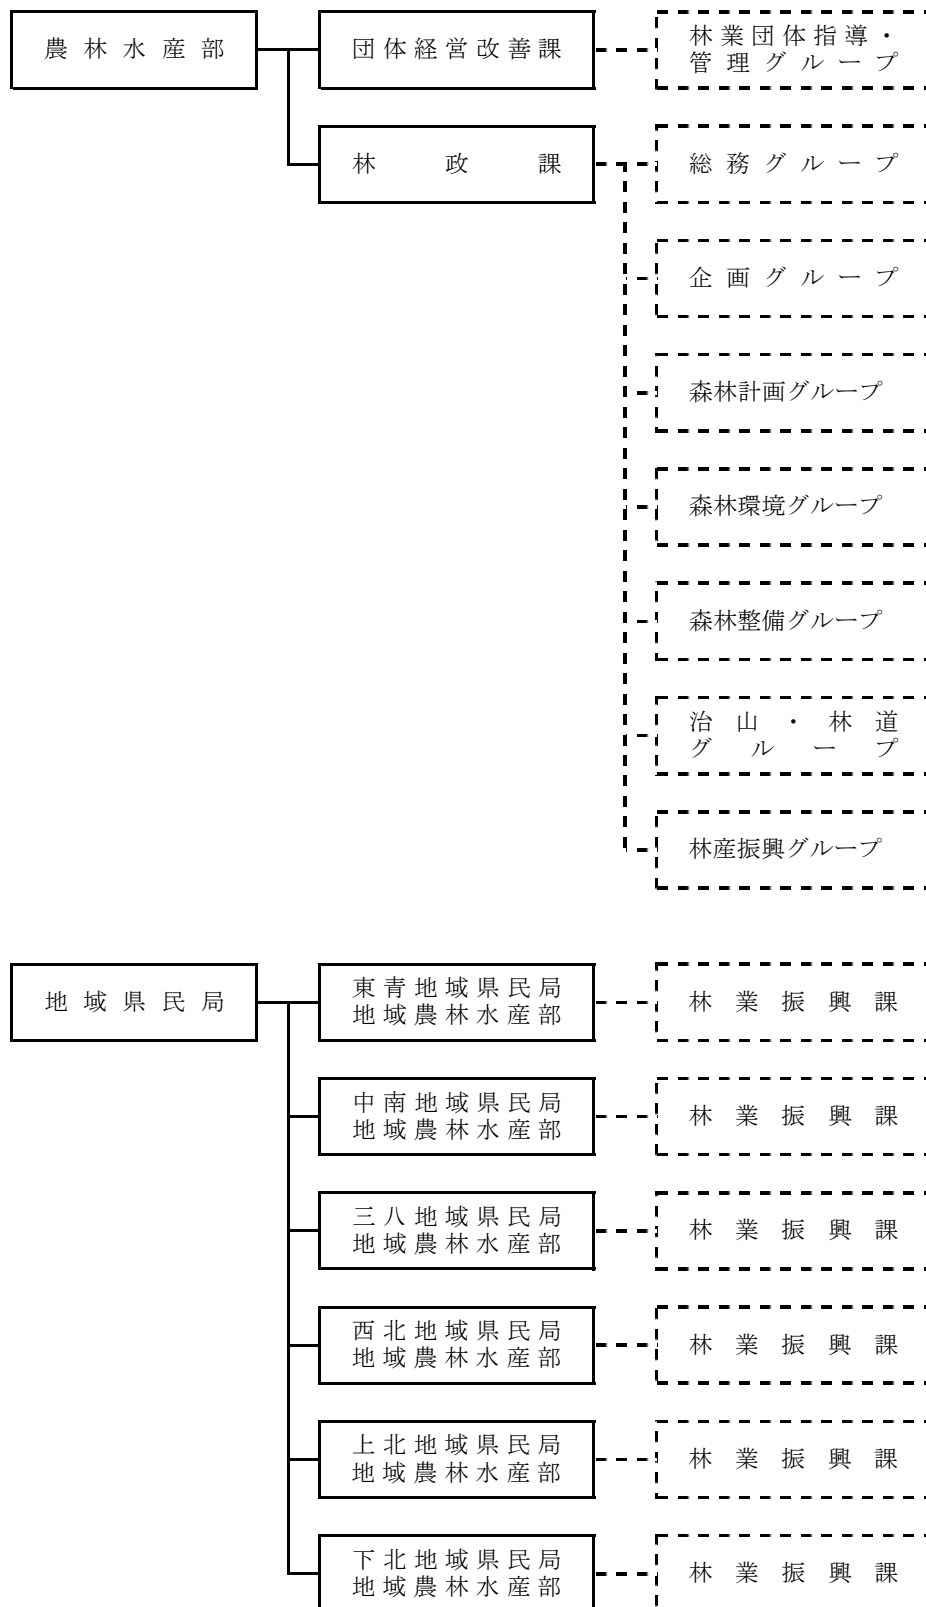 農林水産部
団体経営改善課
林業団体指導・
管理グループ
林政課
総務グループ
企画グループ
森林計画グループ
森林環境グループ
森林整備グループ
治山・林道
グループ
林産振興グループ
地域県民局
東青地域県民局
地域農林水産部
林業振興課
中南地域県民局
地域農林水産部
林業振興課
三八地域県民局
地域農林水産部
林業振興課
西北地域県民局
地域農林水産部
林業振興課
上北地域県民局
地域農林水産部
林業振興課
下北地域県民局
地域農林水産部
林業振興課